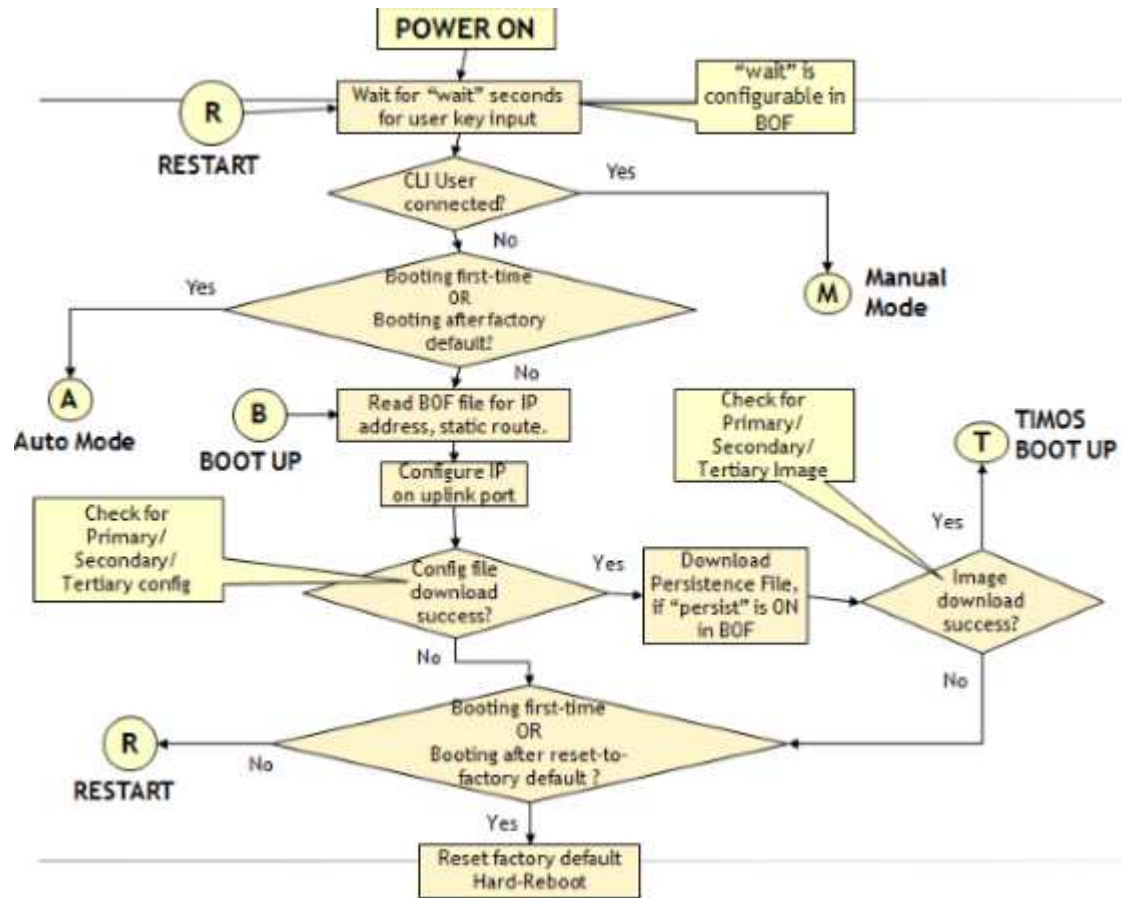 POWER ON
Wait for “wait” seconds
for user key input
“wait” is
configurable in
BOF
R
RESTART
CLI User
connected?
Yes
No
Booting first-time
OR
Booting after factory
default?
Yes
No
M
Manual
Mode
A
Auto Mode
B
BOOT UP
Read BOF file for IP
address, static route.
Configure IP
on uplink port
Check for
Primary/
Secondary/
Tertiary Image
T
TIMOS
BOOT UP
Check for
Primary/
Secondary/
Tertiary config
Config file
download
success?
Yes
No
Download
Persistence File,
if “persist” is ON
in BOF
Image
download
success?
Yes
No
Booting first-time
OR
Booting after reset-to-
factory default ?
No
R
RESTART
Yes
Reset factory default
Hard-Reboot